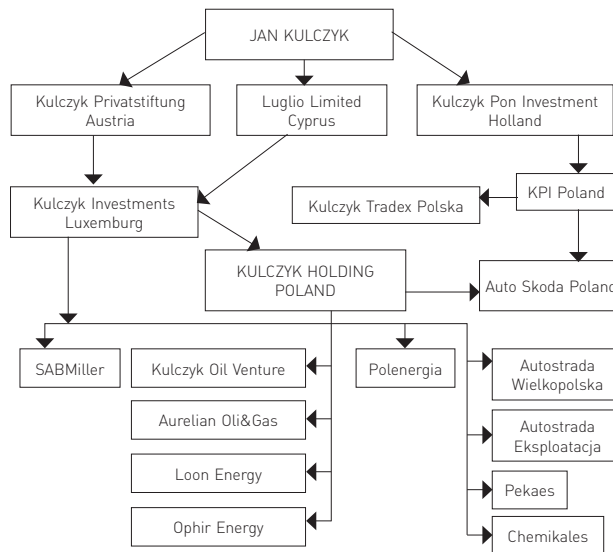 JAN KULCZYK
Kulczyk Privatstiftung
Austria
Luglio Limited
Cyprus
Kulczyk Pon Investment
Holland
Kulczyk Investments
Luxemburg
Kulczyk Tradex Polska
KPI Poland
KULCZYK HOLDING
POLAND
Auto Skoda Poland
SABMiller
Kulczyk Oil Venture
Polenergia
Autostrada
Wielkopolska
Aurelian Oli&Gas
Autostrada
Eksploatacja
Loon Energy
Pekaes
Ophir Energy
Chemikales